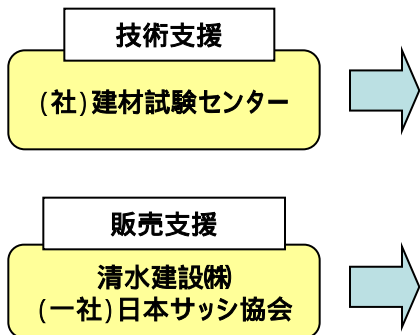 技術支援
(社)建材試験センター
販売支援
清水建設㈱
(一社)日本サッシ協会